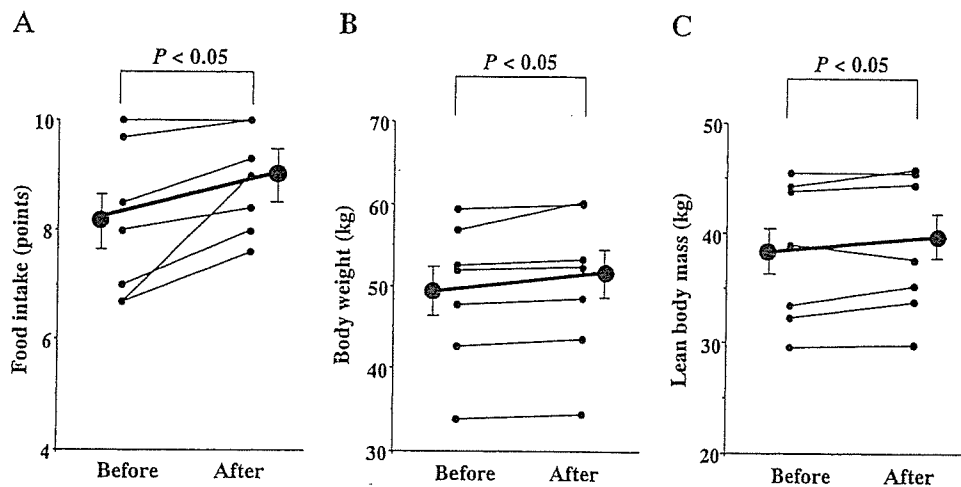 A
B
C
P < 0.05
P < 0.05
P < 0.05
10
8
6
4
Food intake (points)
Before After
70
60
50
40
30
Body weight (kg)
Before After
50
40
30
20
Lean body mass (kg)
Before After